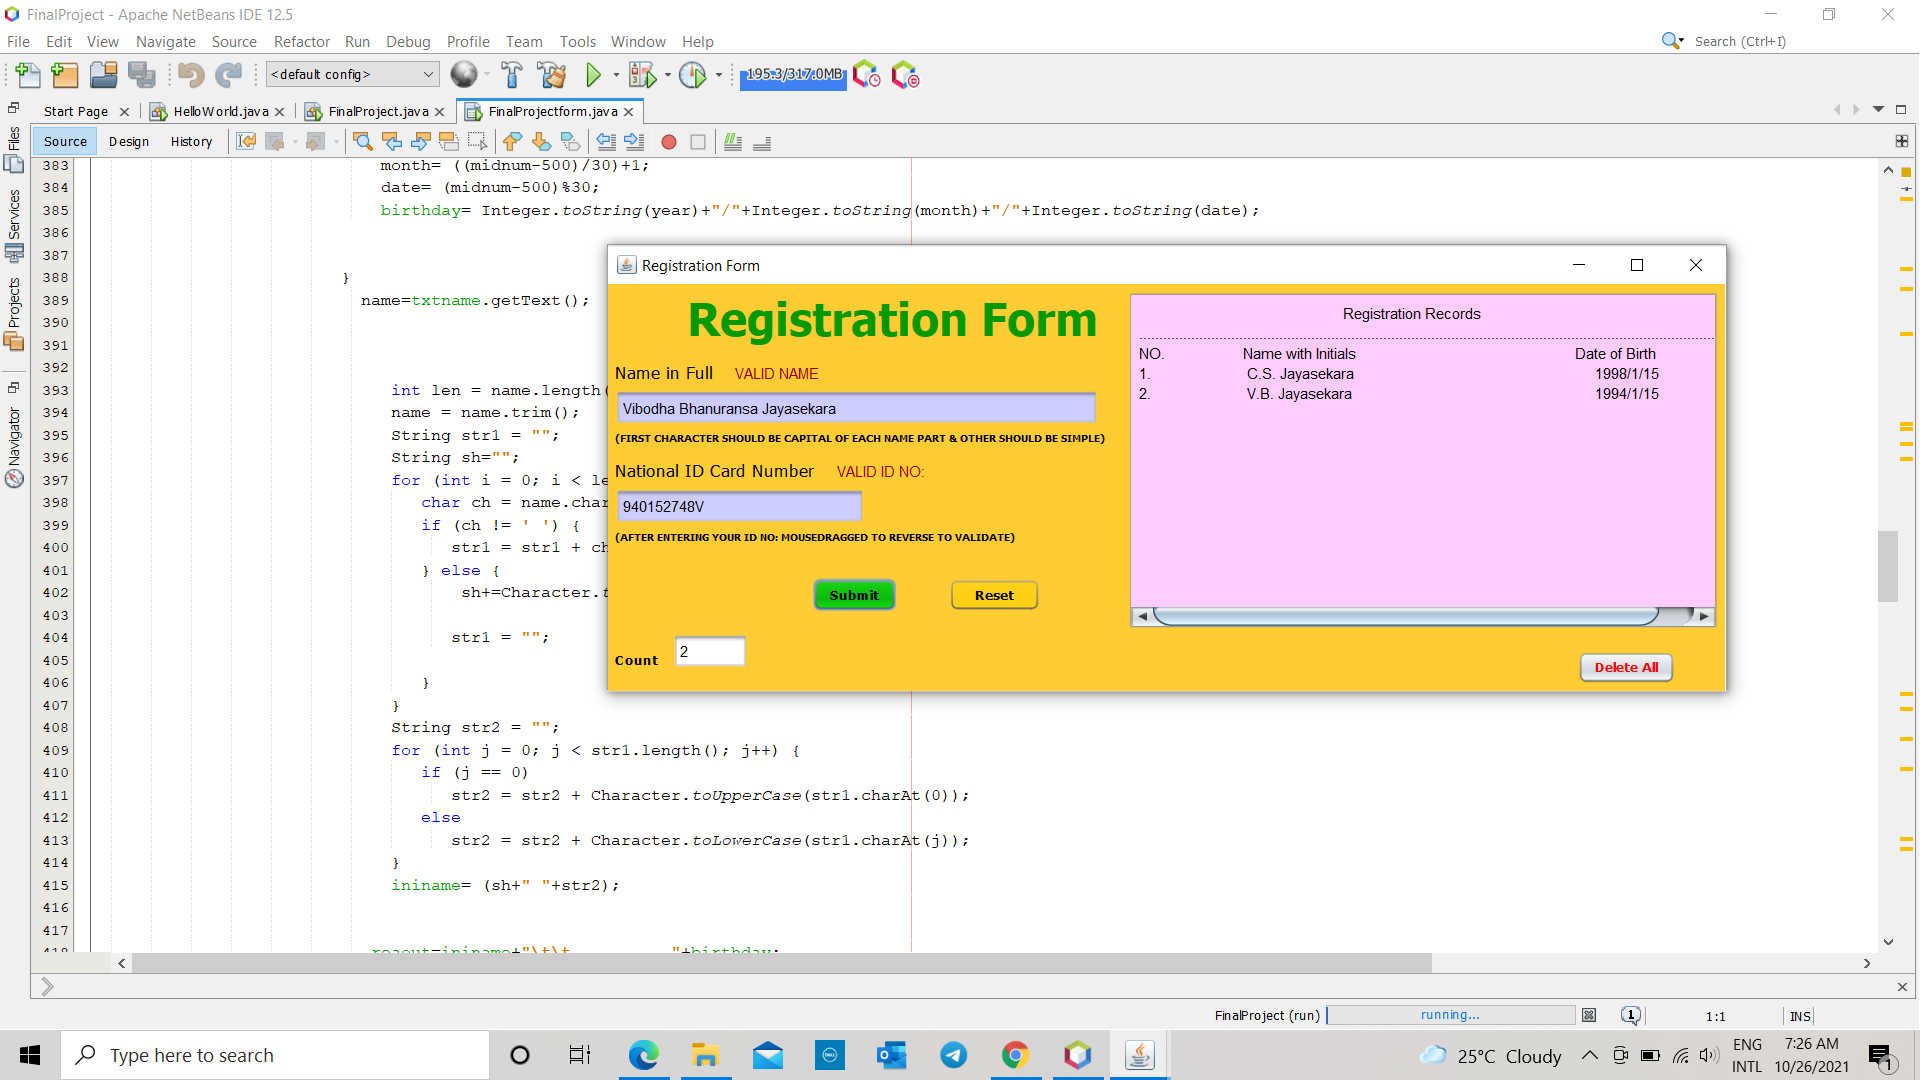 FinalProject - Apache NetBeans IDE 12.5
File Edit View Navigate Source Refactor Run Debug Profile Team Tools Window Help
Search (Ctrl+I)
<default config>
195.3/317.0MB
Start Page
HelloWorld.java
FinalProject.java
FinalProjectform.java
Source Design History
Files
Services
Projects
Navigator
383 month= ((midnum-500)/30)+1;
384 date= (midnum-500)%30;
385 birthday= Integer.toString(year)+"/"+Integer.toString(month)+"/"+Integer.toString(date);
386
387
388 }
389 name=txtname.getText();
390
391
392
393 int len = name.length(
394 name = name.trim();
395 String str1 = "";
396 String sh="";
397 for (int i = 0; i < le
398 char ch = name.char
399 if (ch != ' ') {
400 str1 = str1 + ch
401 } else {
402 sh+=Character.t
403
404 str1 = "";
405
406 }
407 }
408 String str2 = "";
409 for (int j = 0; j < str1.length(); j++) {
410 if (j == 0)
411 str2 = str2 + Character.toUpperCase(str1.charAt(0));
412 else
413 str2 = str2 + Character.toLowerCase(str1.charAt(j));
414 }
415 ininame= (sh+" "+str2);
416
417
Registration Form
Registration Form
Name in Full VALID NAME
Vibodha Bhanuransa Jayasekara
(FIRST CHARACTER SHOULD BE CAPITAL OF EACH NAME PART & OTHER SHOULD BE SIMPLE)
National ID Card Number VALID ID NO:
940152748V
(AFTER ENTERING YOUR ID NO: MOUSEDRAGGED TO REVERSE TO VALIDATE)
Submit Reset
Count 2
Registration Records
NO. Name with Initials Date of Birth
1. C.S. Jayasekara 1998/1/15
2. V.B. Jayasekara 1994/1/15
Delete All
FinalProject (run) running... 1 1:1 INS
Type here to search
DELL
25°C Cloudy
ENG
INTL
7:26 AM
10/26/2021
1